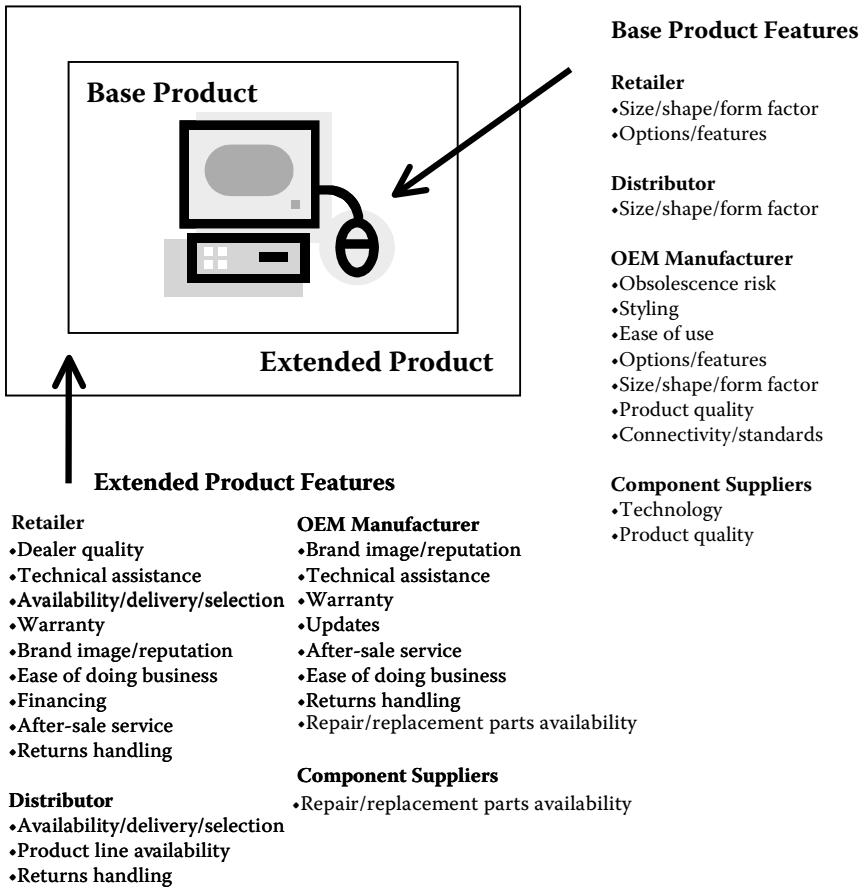 Base Product
Extended Product
Base Product Features
Retailer
•Size/shape/form factor
•Options/features
Distributor
•Size/shape/form factor
OEM Manufacturer
•Obsolescence risk
•Styling
•Ease of use
•Options/features
•Size/shape/form factor
•Product quality
•Connectivity/standards
Component Suppliers
•Technology
•Product quality
Extended Product Features
Retailer
•Dealer quality
•Technical assistance
•Availability/delivery/selection
•Warranty
•Brand image/reputation
•Ease of doing business
•Financing
•After-sale service
•Returns handling
Distributor
•Availability/delivery/selection
•Product line availability
•Returns handling
OEM Manufacturer
•Brand image/reputation
•Technical assistance
•Warranty
•Updates
•After-sale service
•Ease of doing business
•Returns handling
•Repair/replacement parts availability
Component Suppliers
•Repair/replacement parts availability